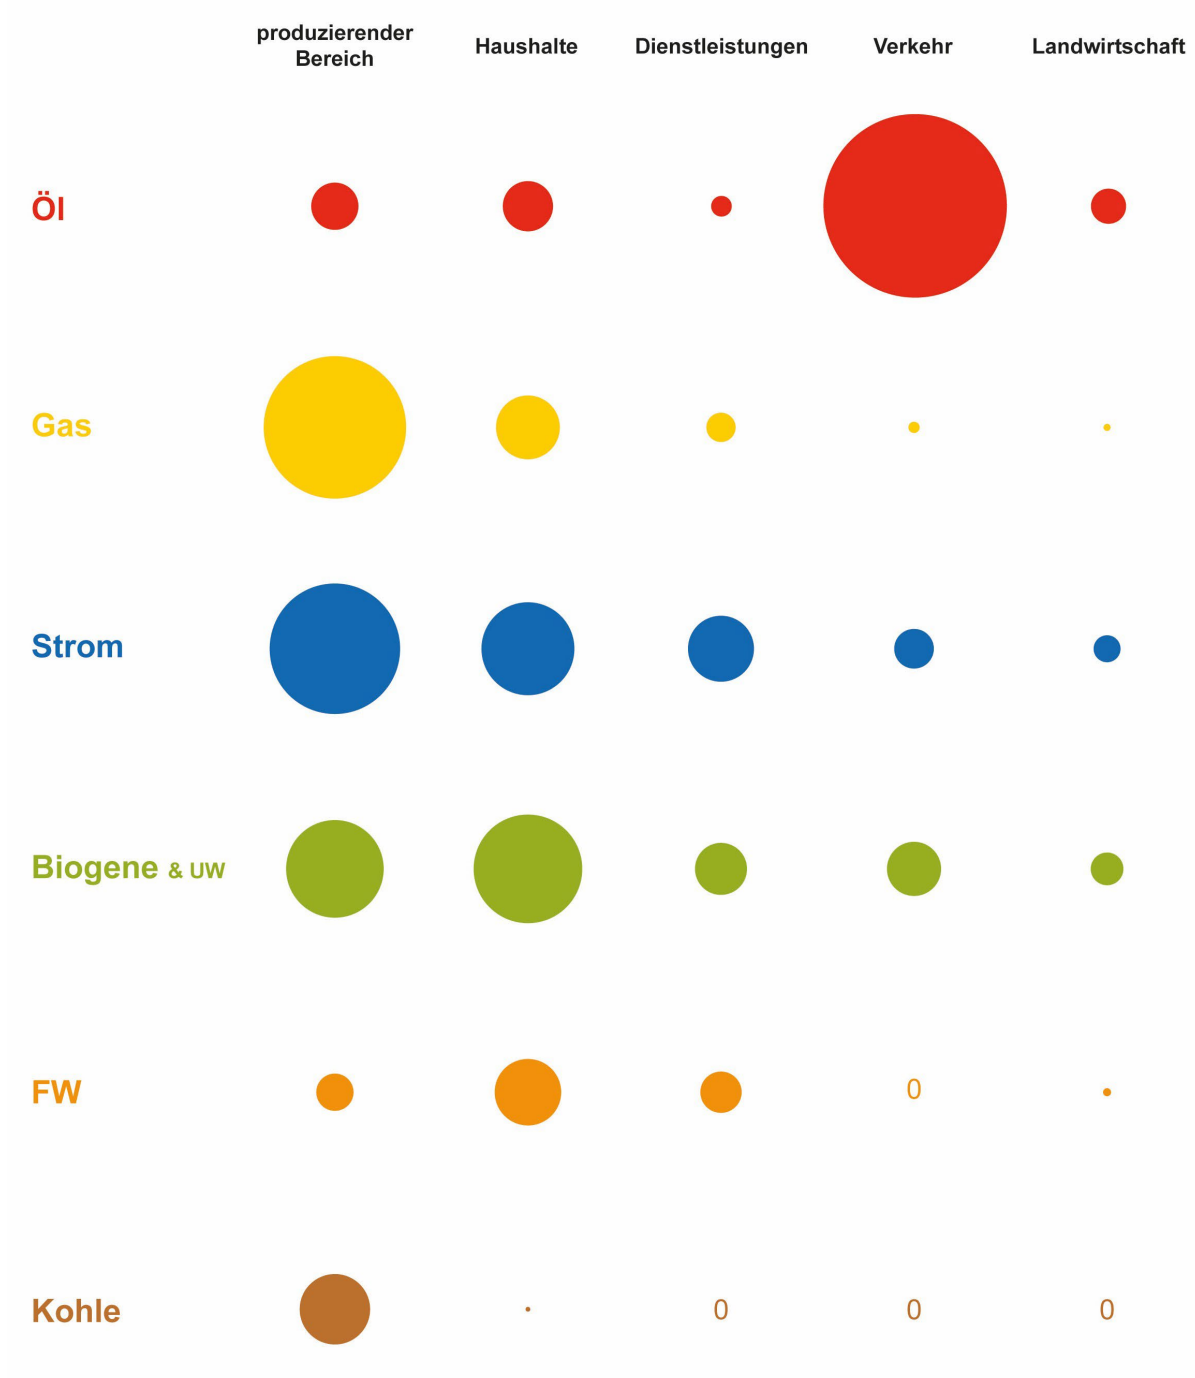 produzierender
Bereich
Haushalte
Dienstleistungen
Verkehr
Landwirtschaft
Öl
Gas
Strom
Biogene & UW
FW
0
Kohle
0
0
0